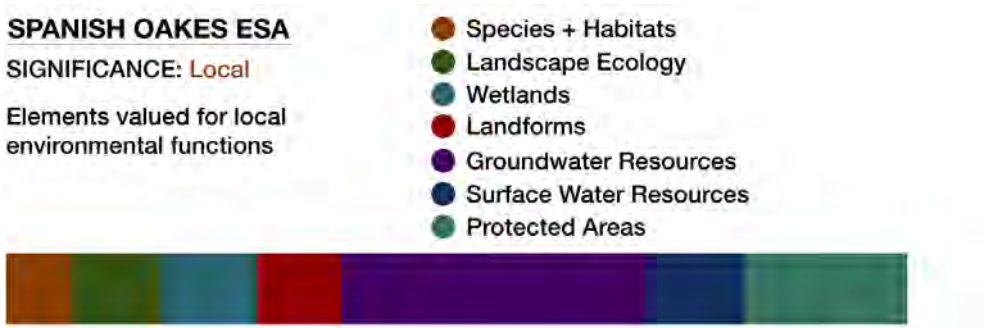 SPANISH OAKES ESA
SIGNIFICANCE: Local
Elements valued for local
environmental functions
Species + Habitats
Landscape Ecology
Wetlands
Landforms
Groundwater Resources
Surface Water Resources
Protected Areas